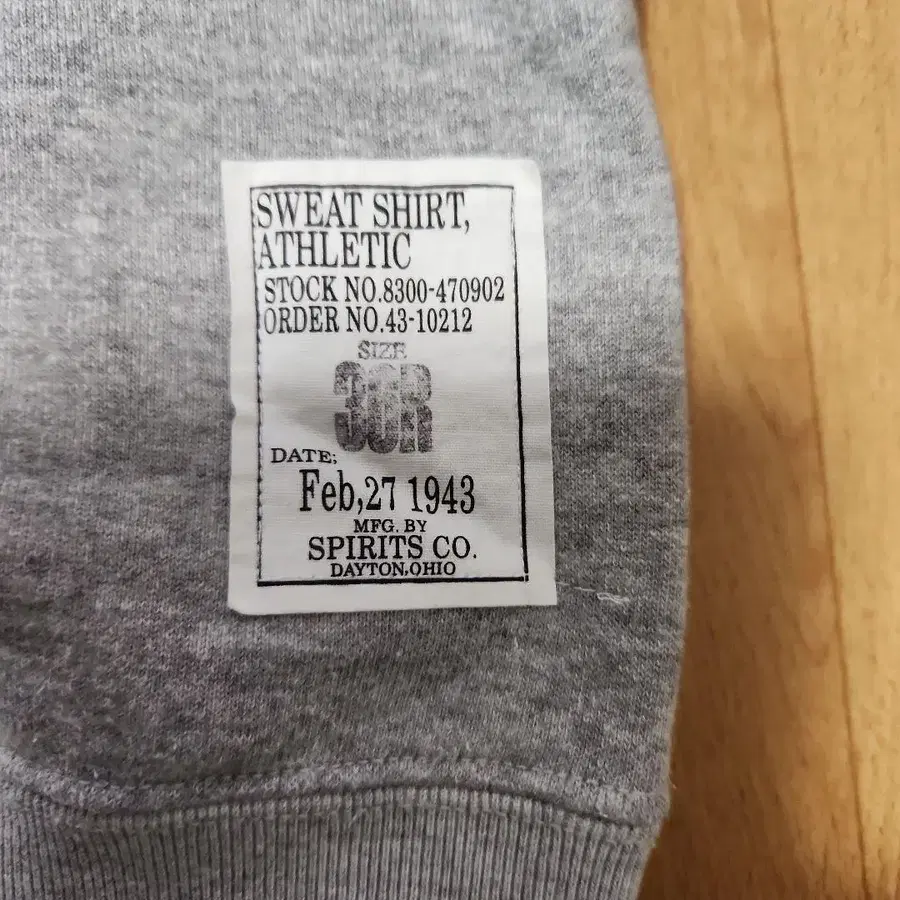 SWEAT SHIRT,
ATHLETIC
STOCK NO.8300-470902
ORDER NO.43-10212
SIZE
DATE;
Feb,27 1943
MFG. BY
SPIRITS CO.
DAYTON,OHIO